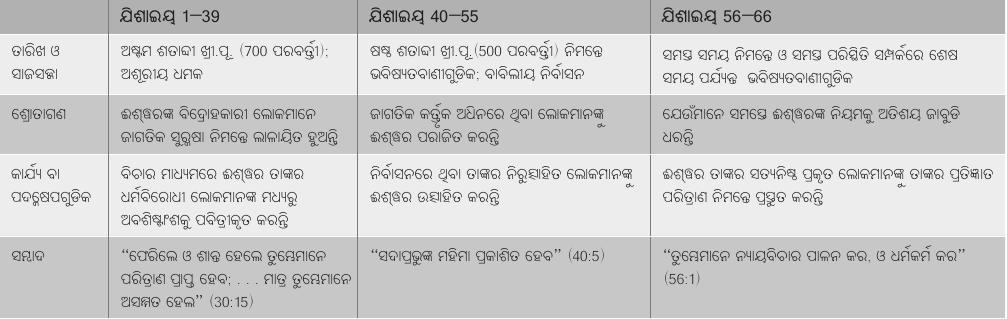 ଯିଶାଇୟ 1—39 ଯିଶାଇୟ 40—55 ଯିଶାଇୟ 56—66
ତାରିଖ ଓ
ସାଜସଜ୍ଜା
ଅଷ୍ଟମ ଶତାବ୍ଦୀ ଖ୍ରୀ.ପୂ. (700 ପରବର୍ତ୍ତୀ);
ଅଶୂରୀୟ ଧମକ
ଷଷ୍ଠ ଶତାବ୍ଦୀ ଖ୍ରୀ.ପୂ.(500 ପରବର୍ତ୍ତୀ) ନିମନ୍ତେ
ଭବିଷ୍ୟତବାଣୀଗୁଡିକ; ବାବିଲୀୟ ନିର୍ବାସନ
ସମସ୍ତ ସମୟ ନିମନ୍ତେ ଓ ସମସ୍ତ ପରିସ୍ଥିତି ସମ୍ପର୍କରେ ଶେଷ
ସମୟ ପର୍ଯ୍ୟନ୍ତ ଭବିଷ୍ୟତବାଣୀଗୁଡିକ
ଶ୍ରୋତାଗଣ
ଈଶ୍ୱରଙ୍କ ବିଦ୍ରୋହକାରୀ ଲୋକମାନେ
ଜାଗତିକ ସୁରକ୍ଷା ନିମନ୍ତେ ଲାଳାୟିତ ହୁଅନ୍ତି
ଜାଗତିକ କର୍ତ୍ତୃକ ଅଧିନରେ ଥିବା ଲୋକମାନଙ୍କୁ
ଈଶ୍ୱର ପରାଜିତ କରନ୍ତି
ଯେଉଁମାନେ ସମସ୍ତେ ଈଶ୍ୱରଙ୍କ ନିୟମକୁ ଅତିଶୟ ଜାବୁଡି
ଧରନ୍ତି
କାର୍ଯ୍ୟ ବା
ପଦକ୍ଷେପଗୁଡିକ
ବିଚାର ମାଧ୍ୟମରେ ଈଶ୍ୱର ତାଙ୍କର
ଧର୍ମବିରୋଧୀ ଲୋକମାନଙ୍କ ମଧ୍ୟରୁ
ଅବଶିଷ୍ଟାଂଶକୁ ପବିତ୍ରୀକୃତ କରନ୍ତି
ନିର୍ବାସନରେ ଥିବା ତାଙ୍କର ନିରୁତ୍ସାହିତ ଲୋକମାନଙ୍କୁ
ଈଶ୍ୱର ଉତ୍ସାହିତ କରନ୍ତି
ଈଶ୍ୱର ତାଙ୍କର ସତ୍ୟନିଷ୍ଠ ପ୍ରକୃତ ଲୋକମାନଙ୍କୁ ତାଙ୍କର ପ୍ରତିଜ୍ଞାତ
ପରିତ୍ରାଣ ନିମନ୍ତେ ପ୍ରସ୍ତୁତ କରନ୍ତି
ସମ୍ବାଦ
“ଫେରିଲେ ଓ ଶାନ୍ତ ହେଲେ ତୁମ୍ଭେମାନେ
ପରିତ୍ରାଣ ପ୍ରାପ୍ତ ହେବ; . . . ମାତ୍ର ତୁମ୍ଭେମାନେ
ଅସମ୍ମତ ହେଲ” (30:15)
“ସଦାପ୍ରଭୁଙ୍କ ମହିମା ପ୍ରକାଶିତ ହେବ” (40:5)
“ତୁମ୍ଭେମାନେ ନ୍ୟାୟବିଚାର ପାଳନ କର, ଓ ଧର୍ମକର୍ମ କର”
(56:1)